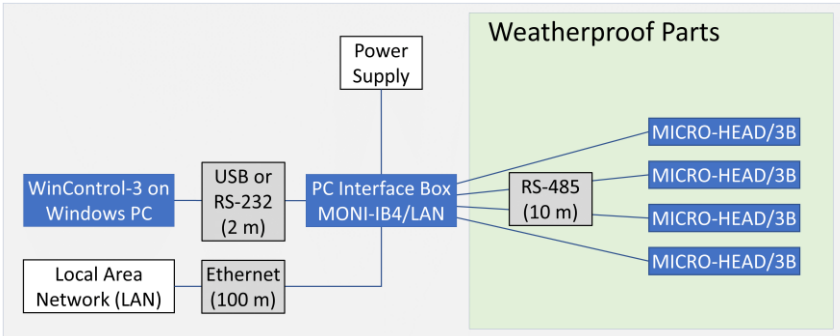 Weatherproof Parts
Power
Supply
MICRO-HEAD/3B
MICRO-HEAD/3B
MICRO-HEAD/3B
MICRO-HEAD/3B
WinControl-3 on
Windows PC
USB or
RS-232
(2 m)
PC Interface Box
MONI-IB4/LAN
RS-485
(10 m)
Local Area
Network (LAN)
Ethernet
(100 m)